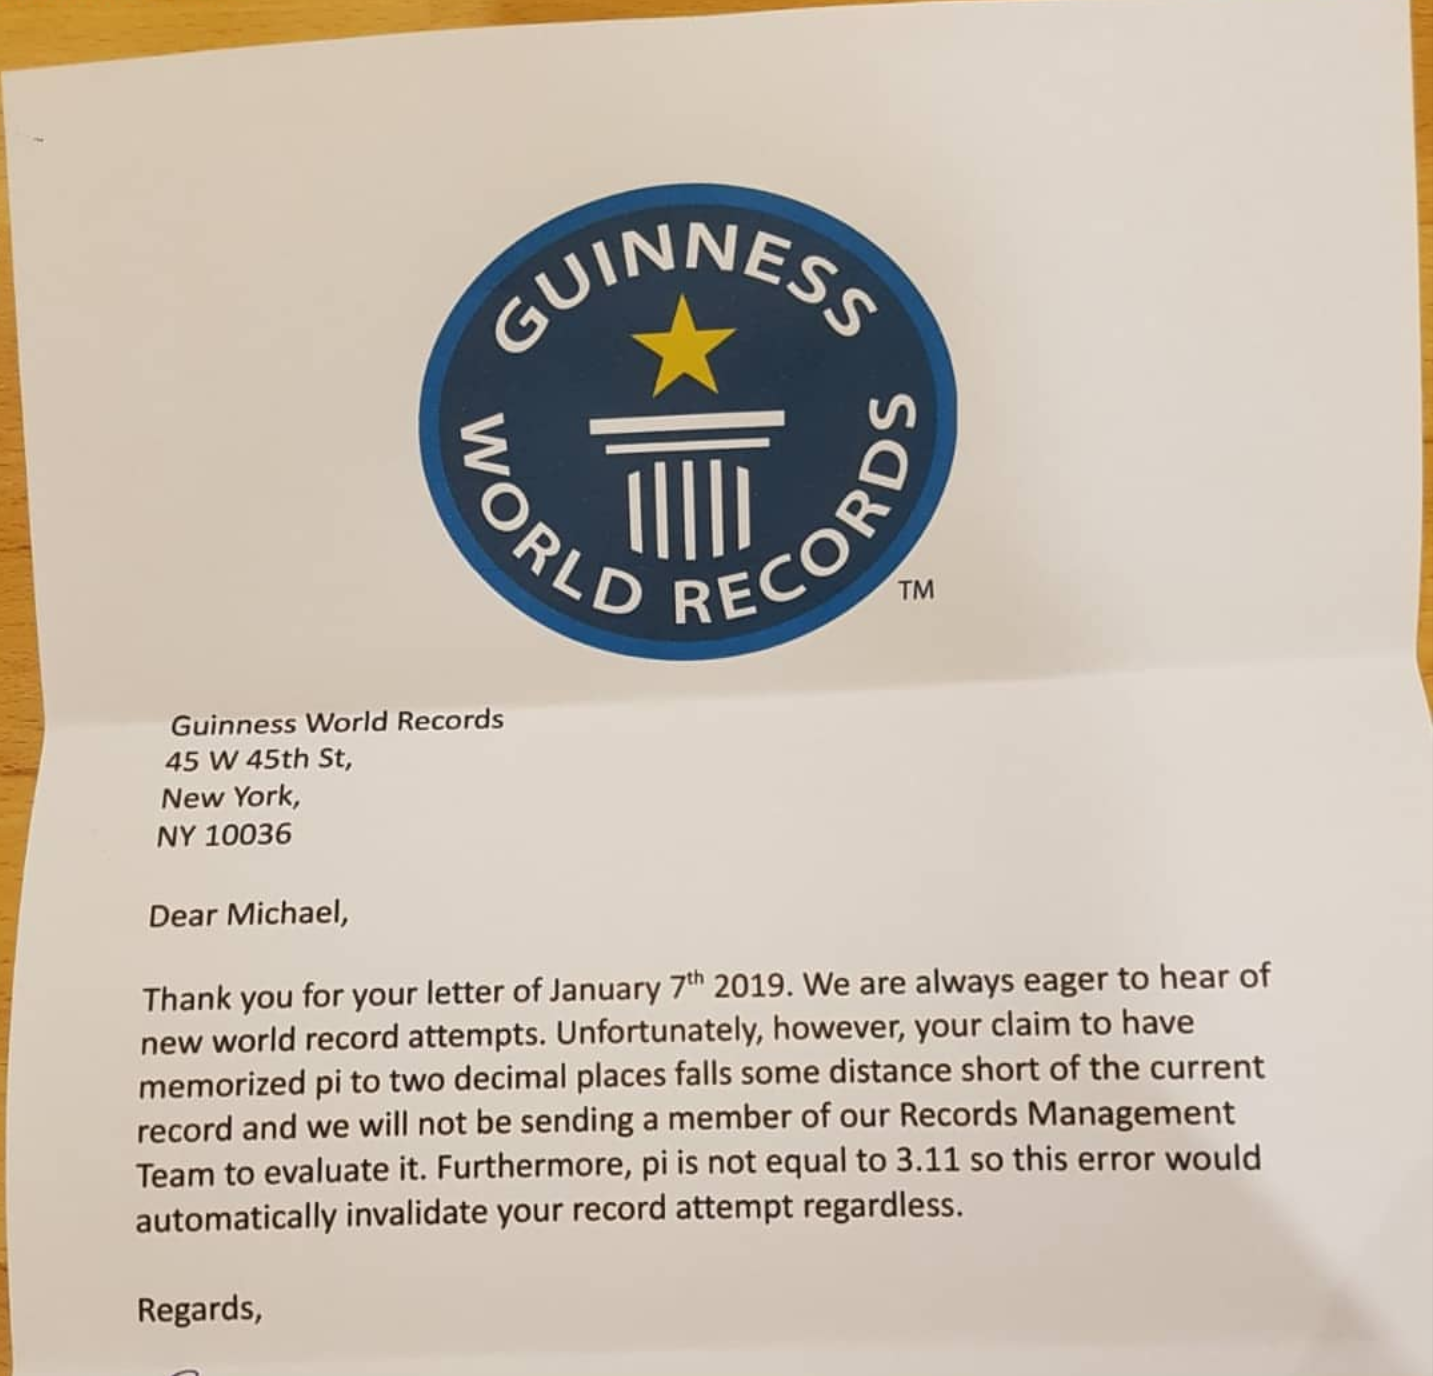 GUINNESS
WORLD RECORDS
TM
Guinness World Records
45 W 45th St,
New York,
NY 10036
Dear Michael,
Thank you for your letter of January 7th 2019. We are always eager to hear of
new world record attempts. Unfortunately, however, your claim to have
memorized pi to two decimal places falls some distance short of the current
record and we will not be sending a member of our Records Management
Team to evaluate it. Furthermore, pi is not equal to 3.11 so this error would
automatically invalidate your record attempt regardless.
Regards,